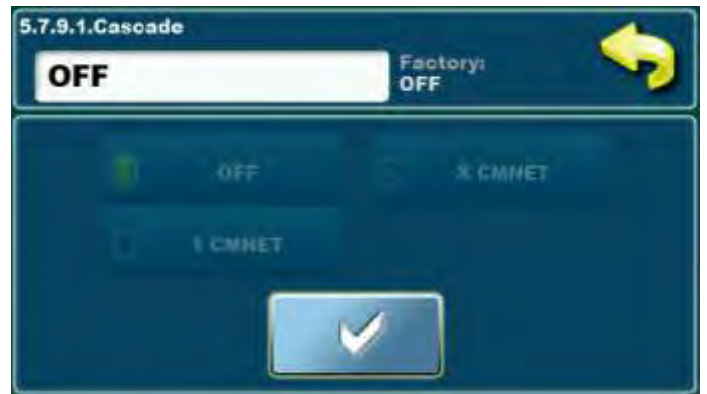 5.7.9.1.Cascade
OFF
Factory:
OFF
OFF
X CMNET
1 CMNET